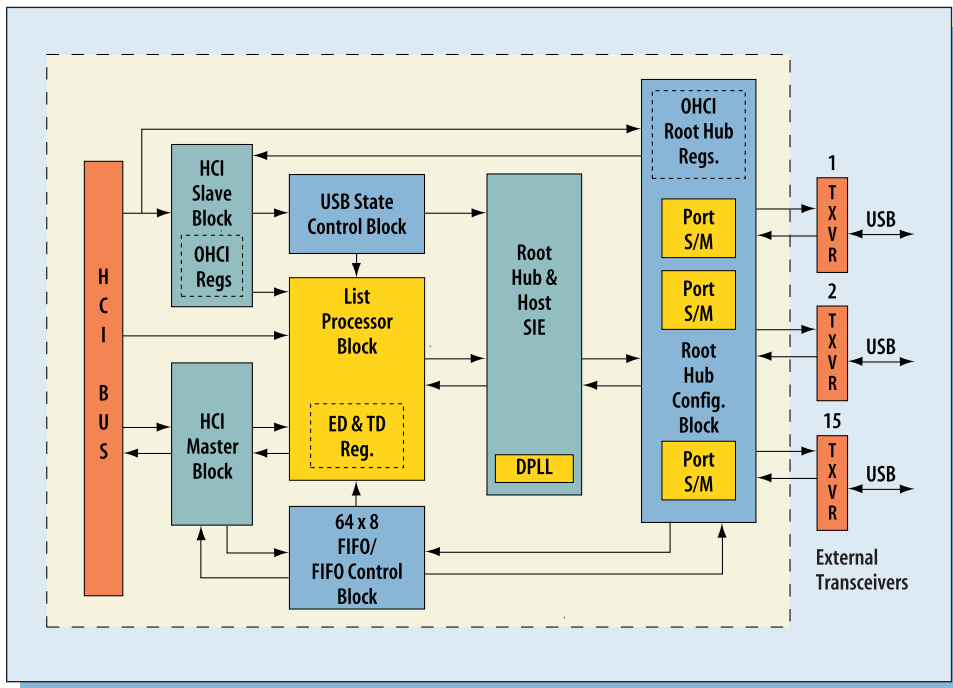 HCI BUS
HCI
Slave
Block
OHCI
Regs
HCI
Master
Block
USB State
Control Block
List
Processor
Block
ED & TD
Reg.
64 x 8
FIFO/
FIFO Control
Block
Root
Hub &
Host
SIE
DPLL
OHCI
Root Hub
Regs.
Port
S/M
Port
S/M
Root
Hub
Config.
Block
Port
S/M
1
TXVR
USB
2
TXVR
USB
15
TXVR
USB
External
Transceivers